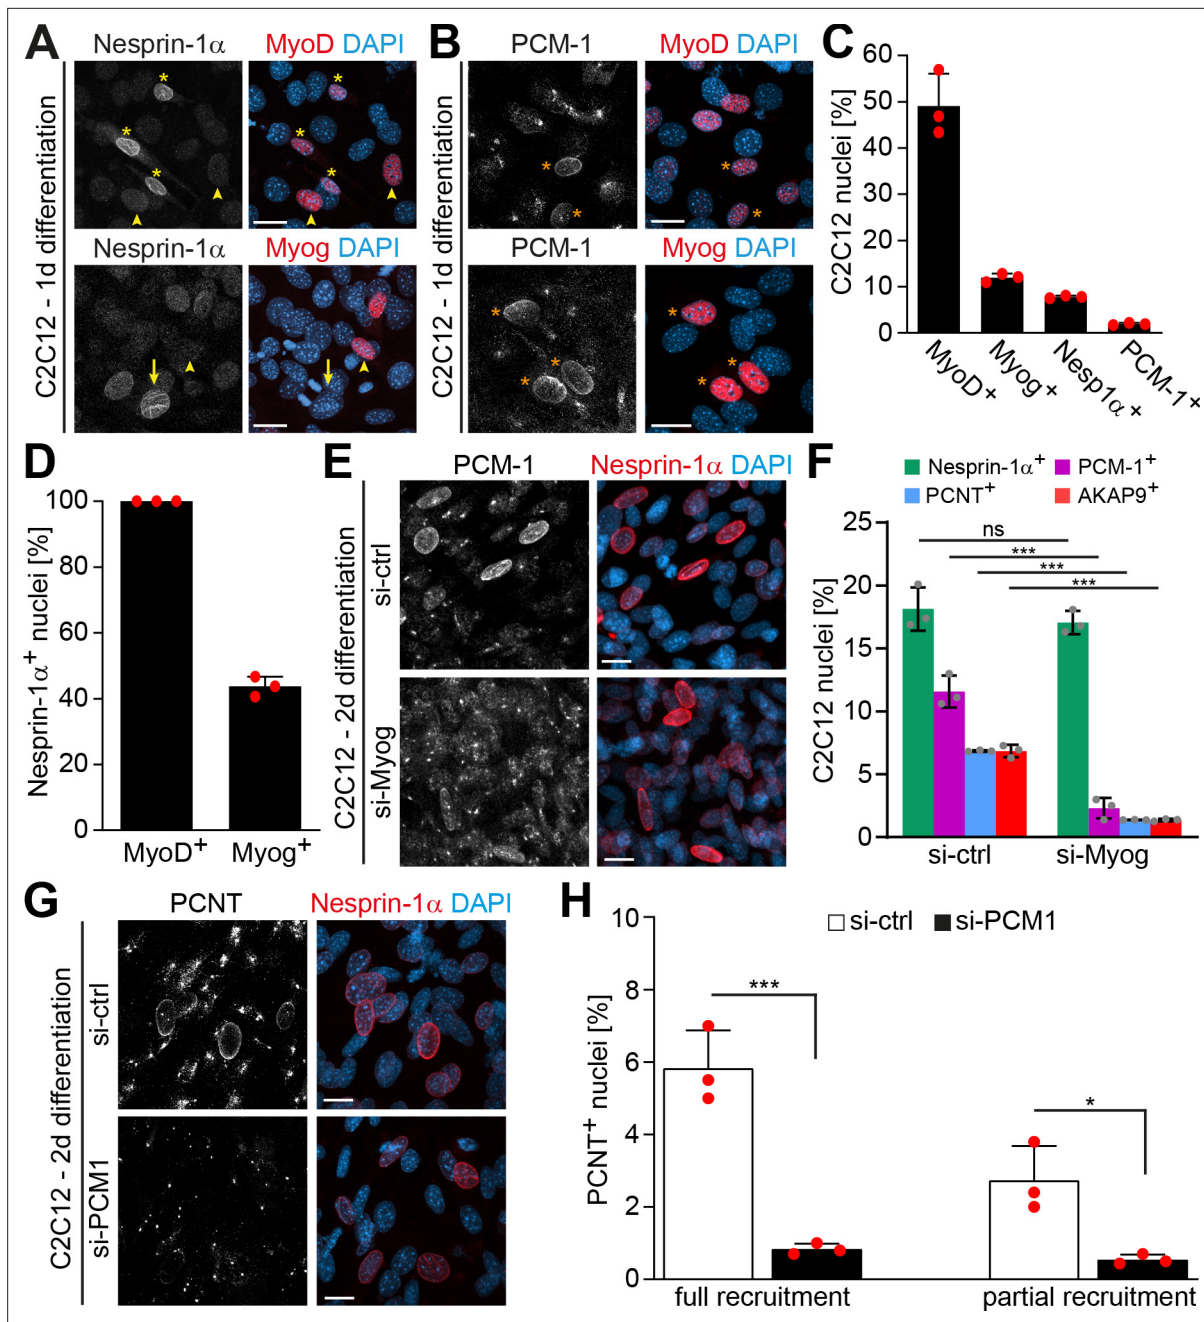 A
Nesprin-1α MyoD DAPI
C2C12 - 1d differentiation
* * * * * *
Nesprin-1α Myog DAPI
B
PCM-1 MyoD DAPI
C2C12 - 1d differentiation
* * * *
PCM-1 Myog DAPI
* * * * * *
C
C2C12 nuclei [%]
60
50
40
30
20
10
0
MyoD+
Myog+
Nesp1α+
PCM-1+
D
Nesprin-1α+ nuclei [%]
100
80
60
40
20
0
MyoD+ Myog+
E
PCM-1 Nesprin-1α DAPI
C2C12 - 2d differentiation
si-ctrl
si-Myog
F
Nesprin-1α+ PCM-1+
PCNT+ AKAP9+
C2C12 nuclei [%]
25
20
15
10
5
0
ns
***
***
***
si-ctrl si-Myog
G
PCNT Nesprin-1α DAPI
C2C12 - 2d differentiation
si-ctrl
si-PCM1
H
si-ctrl si-PCM1
PCNT+ nuclei [%]
10
8
6
4
2
0
***
*
full recruitment partial recruitment